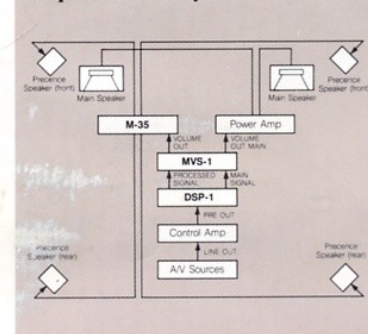 Precence
Speaker (front)
Main Speaker
Main Speaker
Precence
Speaker (front)
M-35
Power Amp
VOLUME
OUT
VOLUME
OUT MAIN
MVS-1
PROCESSED
SIGNAL
MAIN
SIGNAL
DSP-1
PRE OUT
Control Amp
LINE OUT
A/V Sources
Precence
Speaker (rear)
Precence
Speaker (rear)